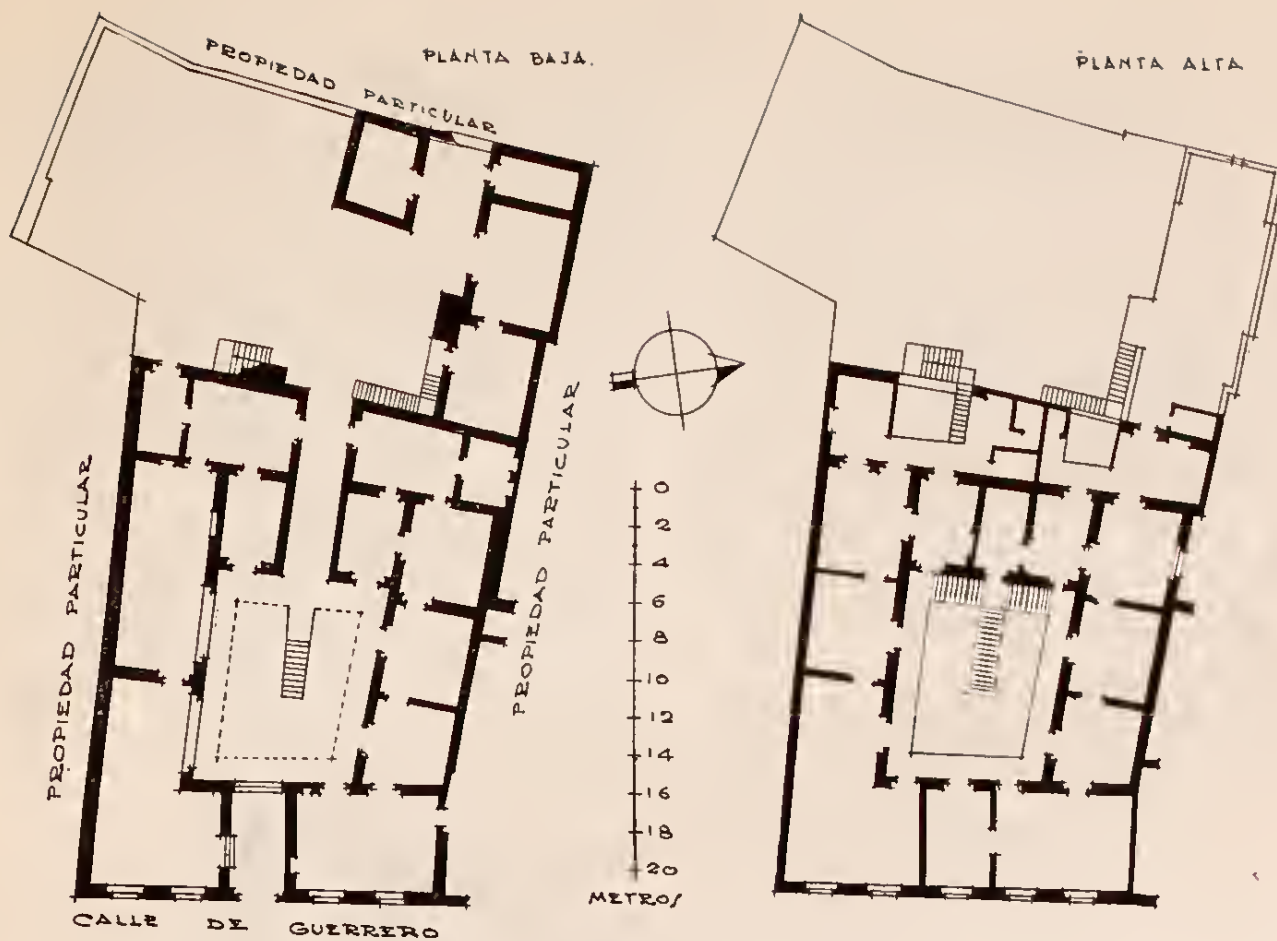 PLANTA BAJA.
PLANTA ALTA
PROPIEDAD PARTICULAR
PROPIEDAD PARTICULAR
PROPIEDAD PARTICULAR
0
2
4
6
8
10
12
14
16
18
20
METROS
CALLE DE GUERRERO